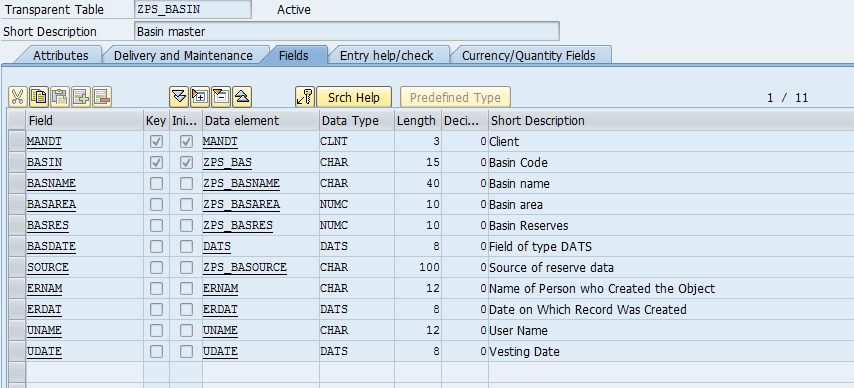 Transparent Table ZPS_BASIN Active
Short Description Basin master
Attributes Delivery and Maintenance Fields Entry help/check Currency/Quantity Fields
Srch Help Predefined Type 1 / 11
Field Key Ini... Data element Data Type Length Deci... Short Description
MANDT MANDT CLNT 3 0 Client
BASIN ZPS_BAS CHAR 15 0 Basin Code
BASNAME ZPS_BASNAME CHAR 40 0 Basin name
BASAREA ZPS_BASAREA NUMC 10 0 Basin area
BASRES ZPS_BASRES NUMC 10 0 Basin Reserves
BASDATE DATS DATS 8 0 Field of type DATS
SOURCE ZPS_BASOURCE CHAR 100 0 Source of reserve data
ERNAM ERNAM CHAR 12 0 Name of Person who Created the Object
ERDAT ERDAT DATS 8 0 Date on Which Record Was Created
UNAME UNAME CHAR 12 0 User Name
UDATE UDATE DATS 8 0 Vesting Date